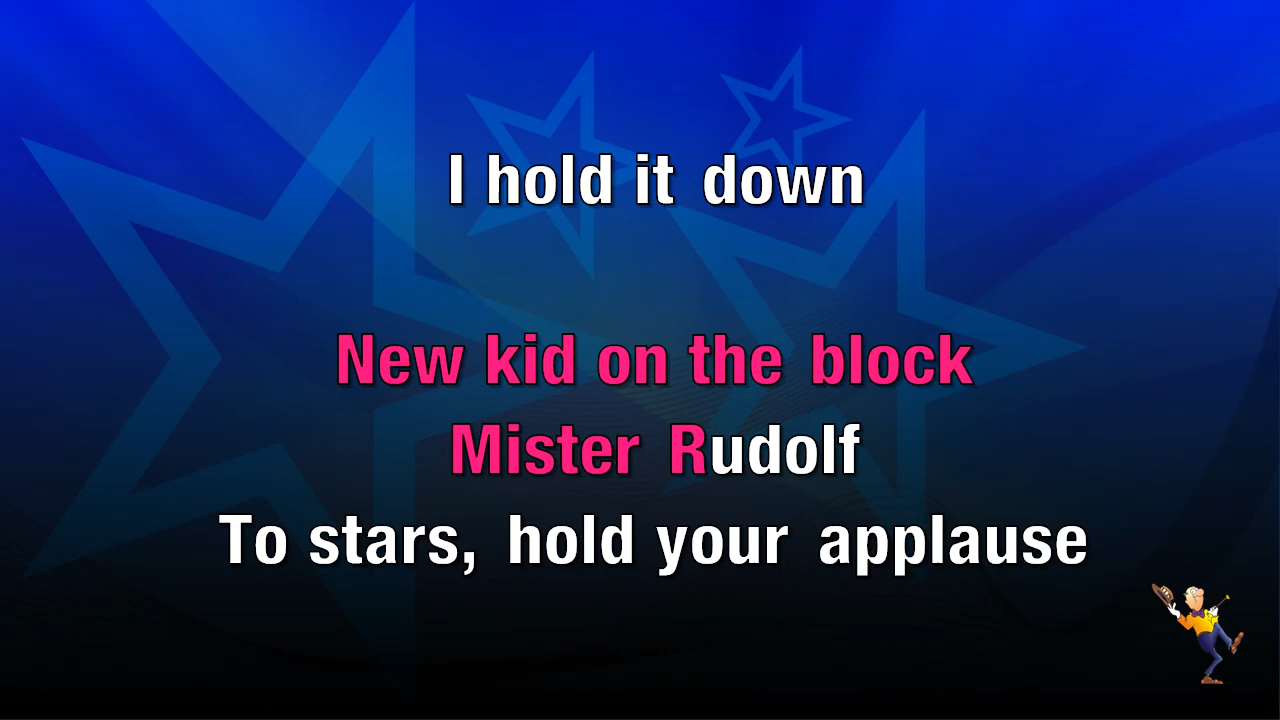 I hold it down
New kid on the block
Mister Rudolf
To stars, hold your applause